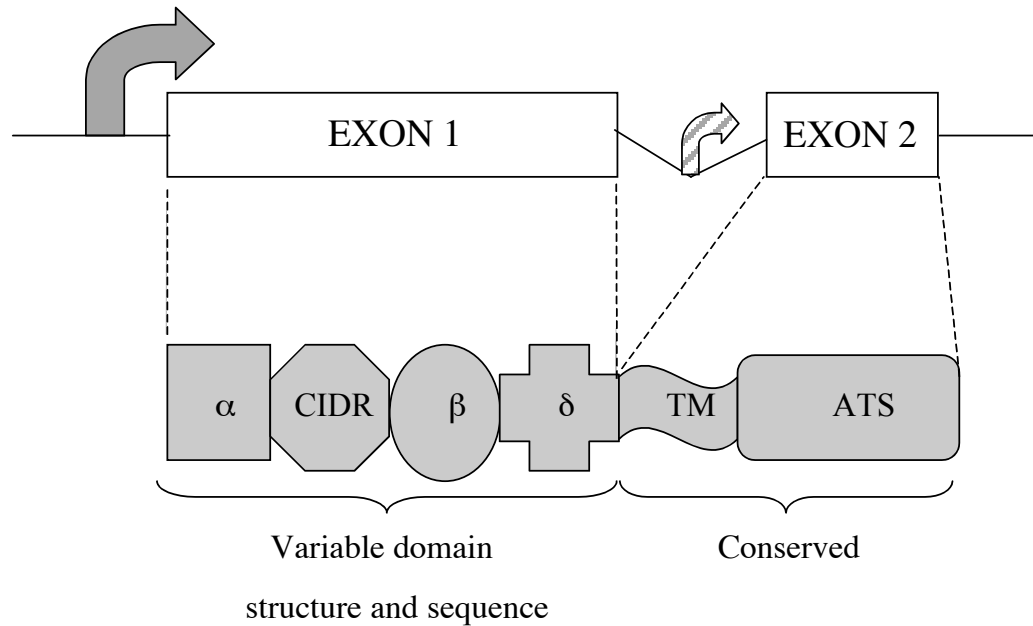 EXON 1
EXON 2
α
CIDR
β
δ
TM
ATS
Variable domain
structure and sequence
Conserved